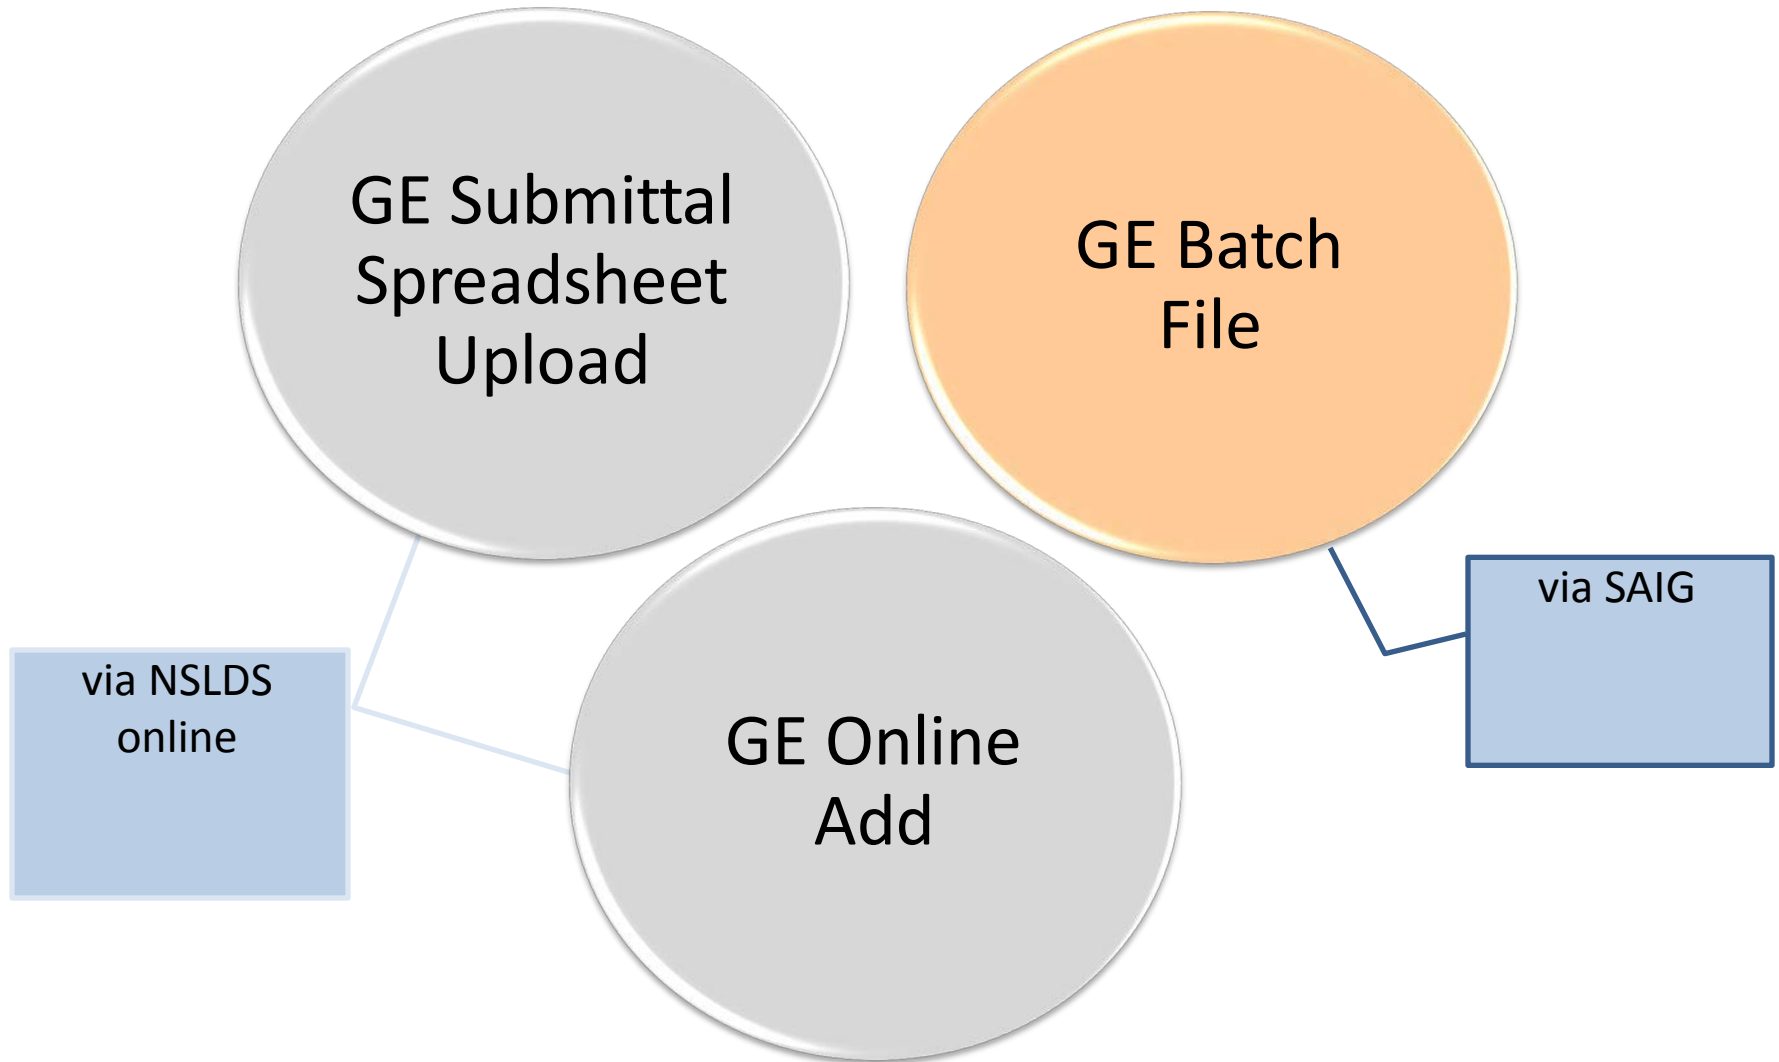 GE Submittal
Spreadsheet
Upload
GE Batch
File
via SAIG
via NSLDS
online
GE Online
Add